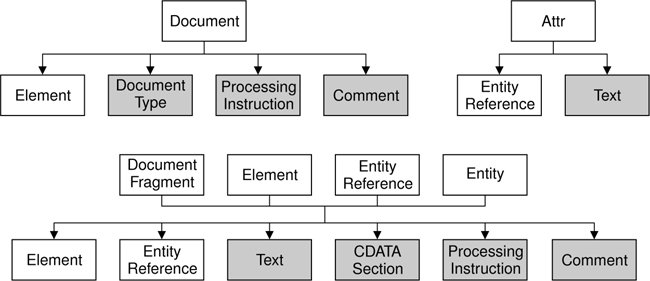 Document
Attr
Element
Document
Type
Processing
Instruction
Comment
Entity
Reference
Text
Document
Fragment
Element
Entity
Reference
Entity
Element
Entity
Reference
Text
CDATA
Section
Processing
Instruction
Comment